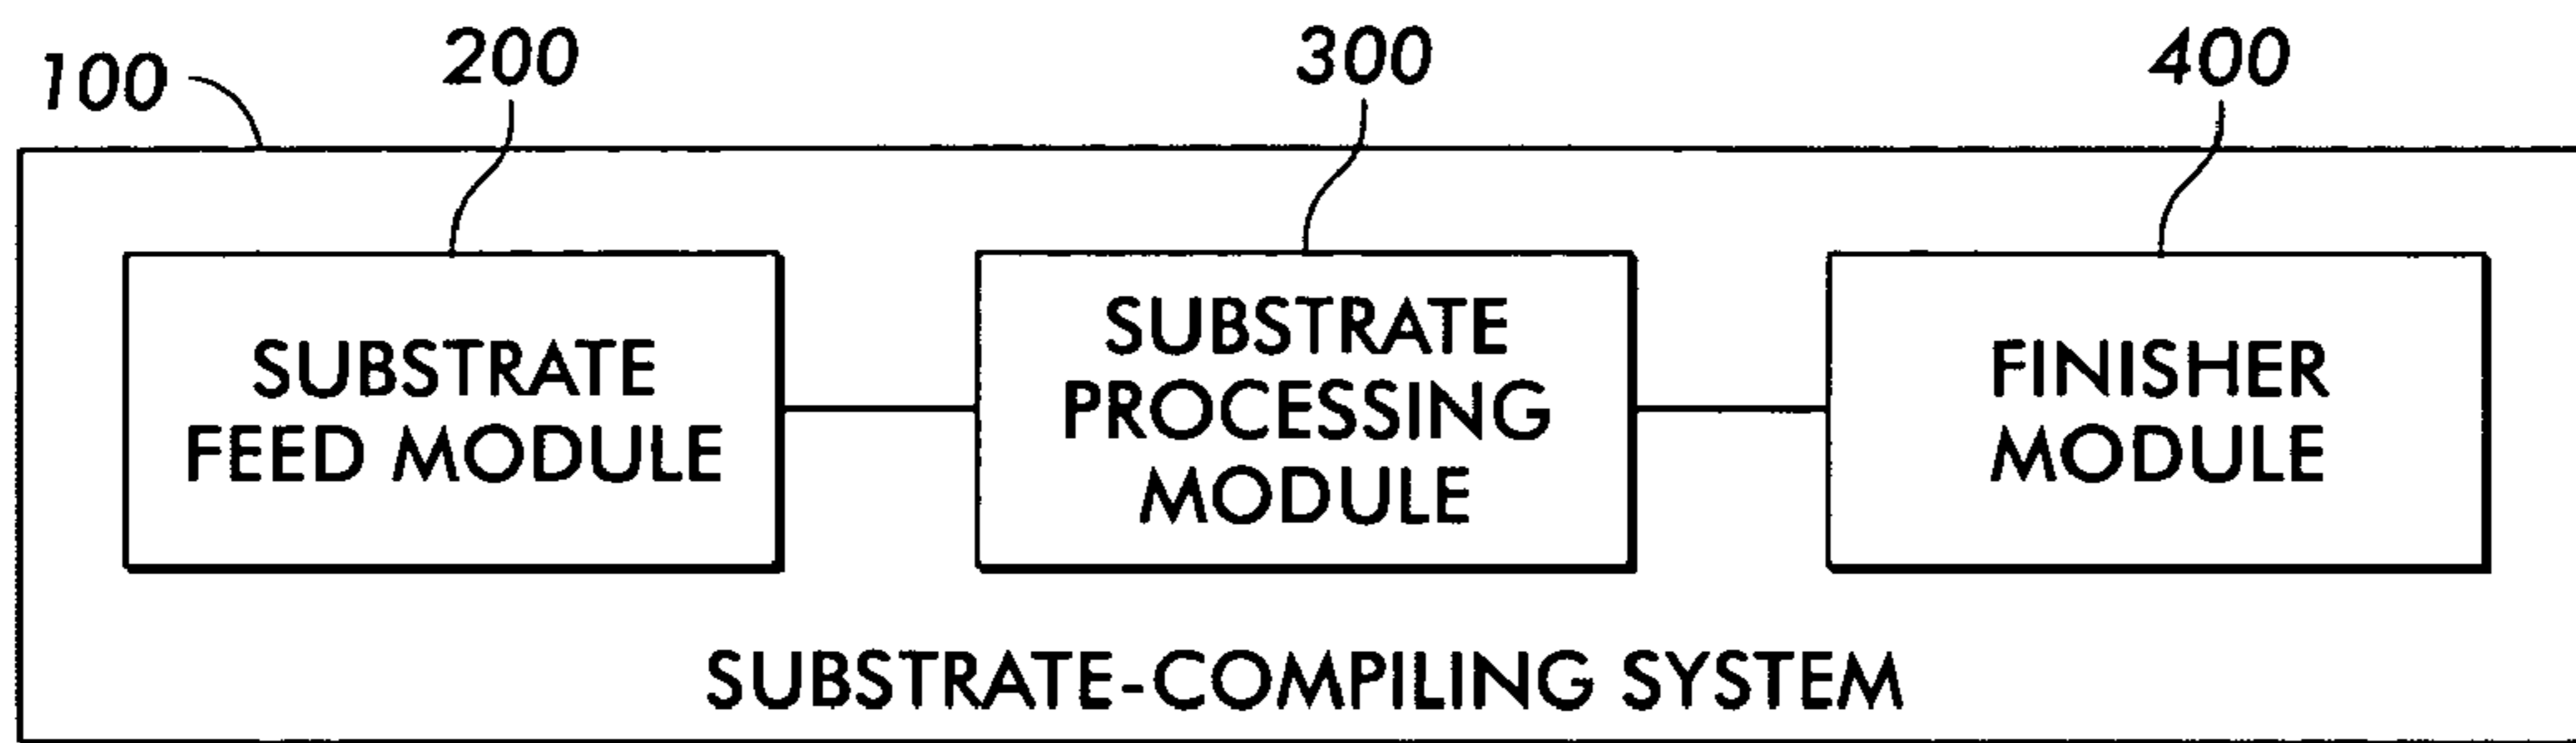 100
200
300
400
SUBSTRATE
FEED MODULE
SUBSTRATE
PROCESSING
MODULE
FINISHER
MODULE
SUBSTRATE-COMPILING SYSTEM